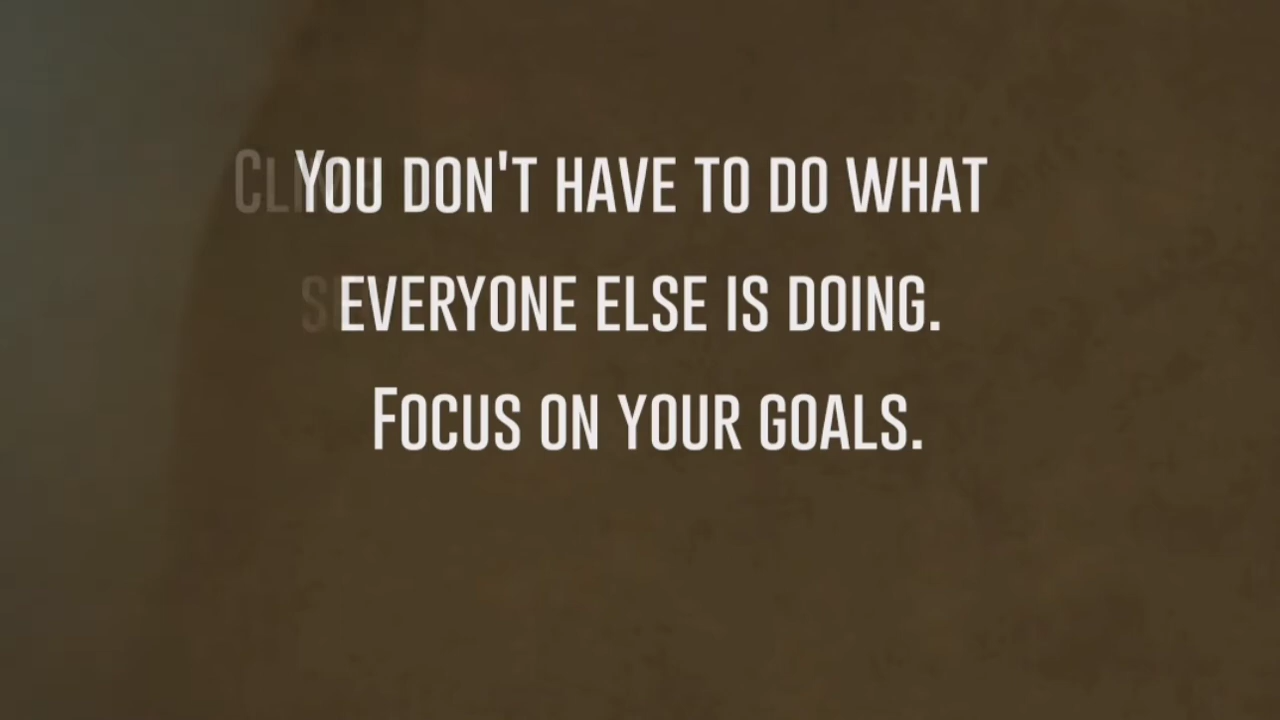 You don't have to do what
everyone else is doing.
Focus on your goals.